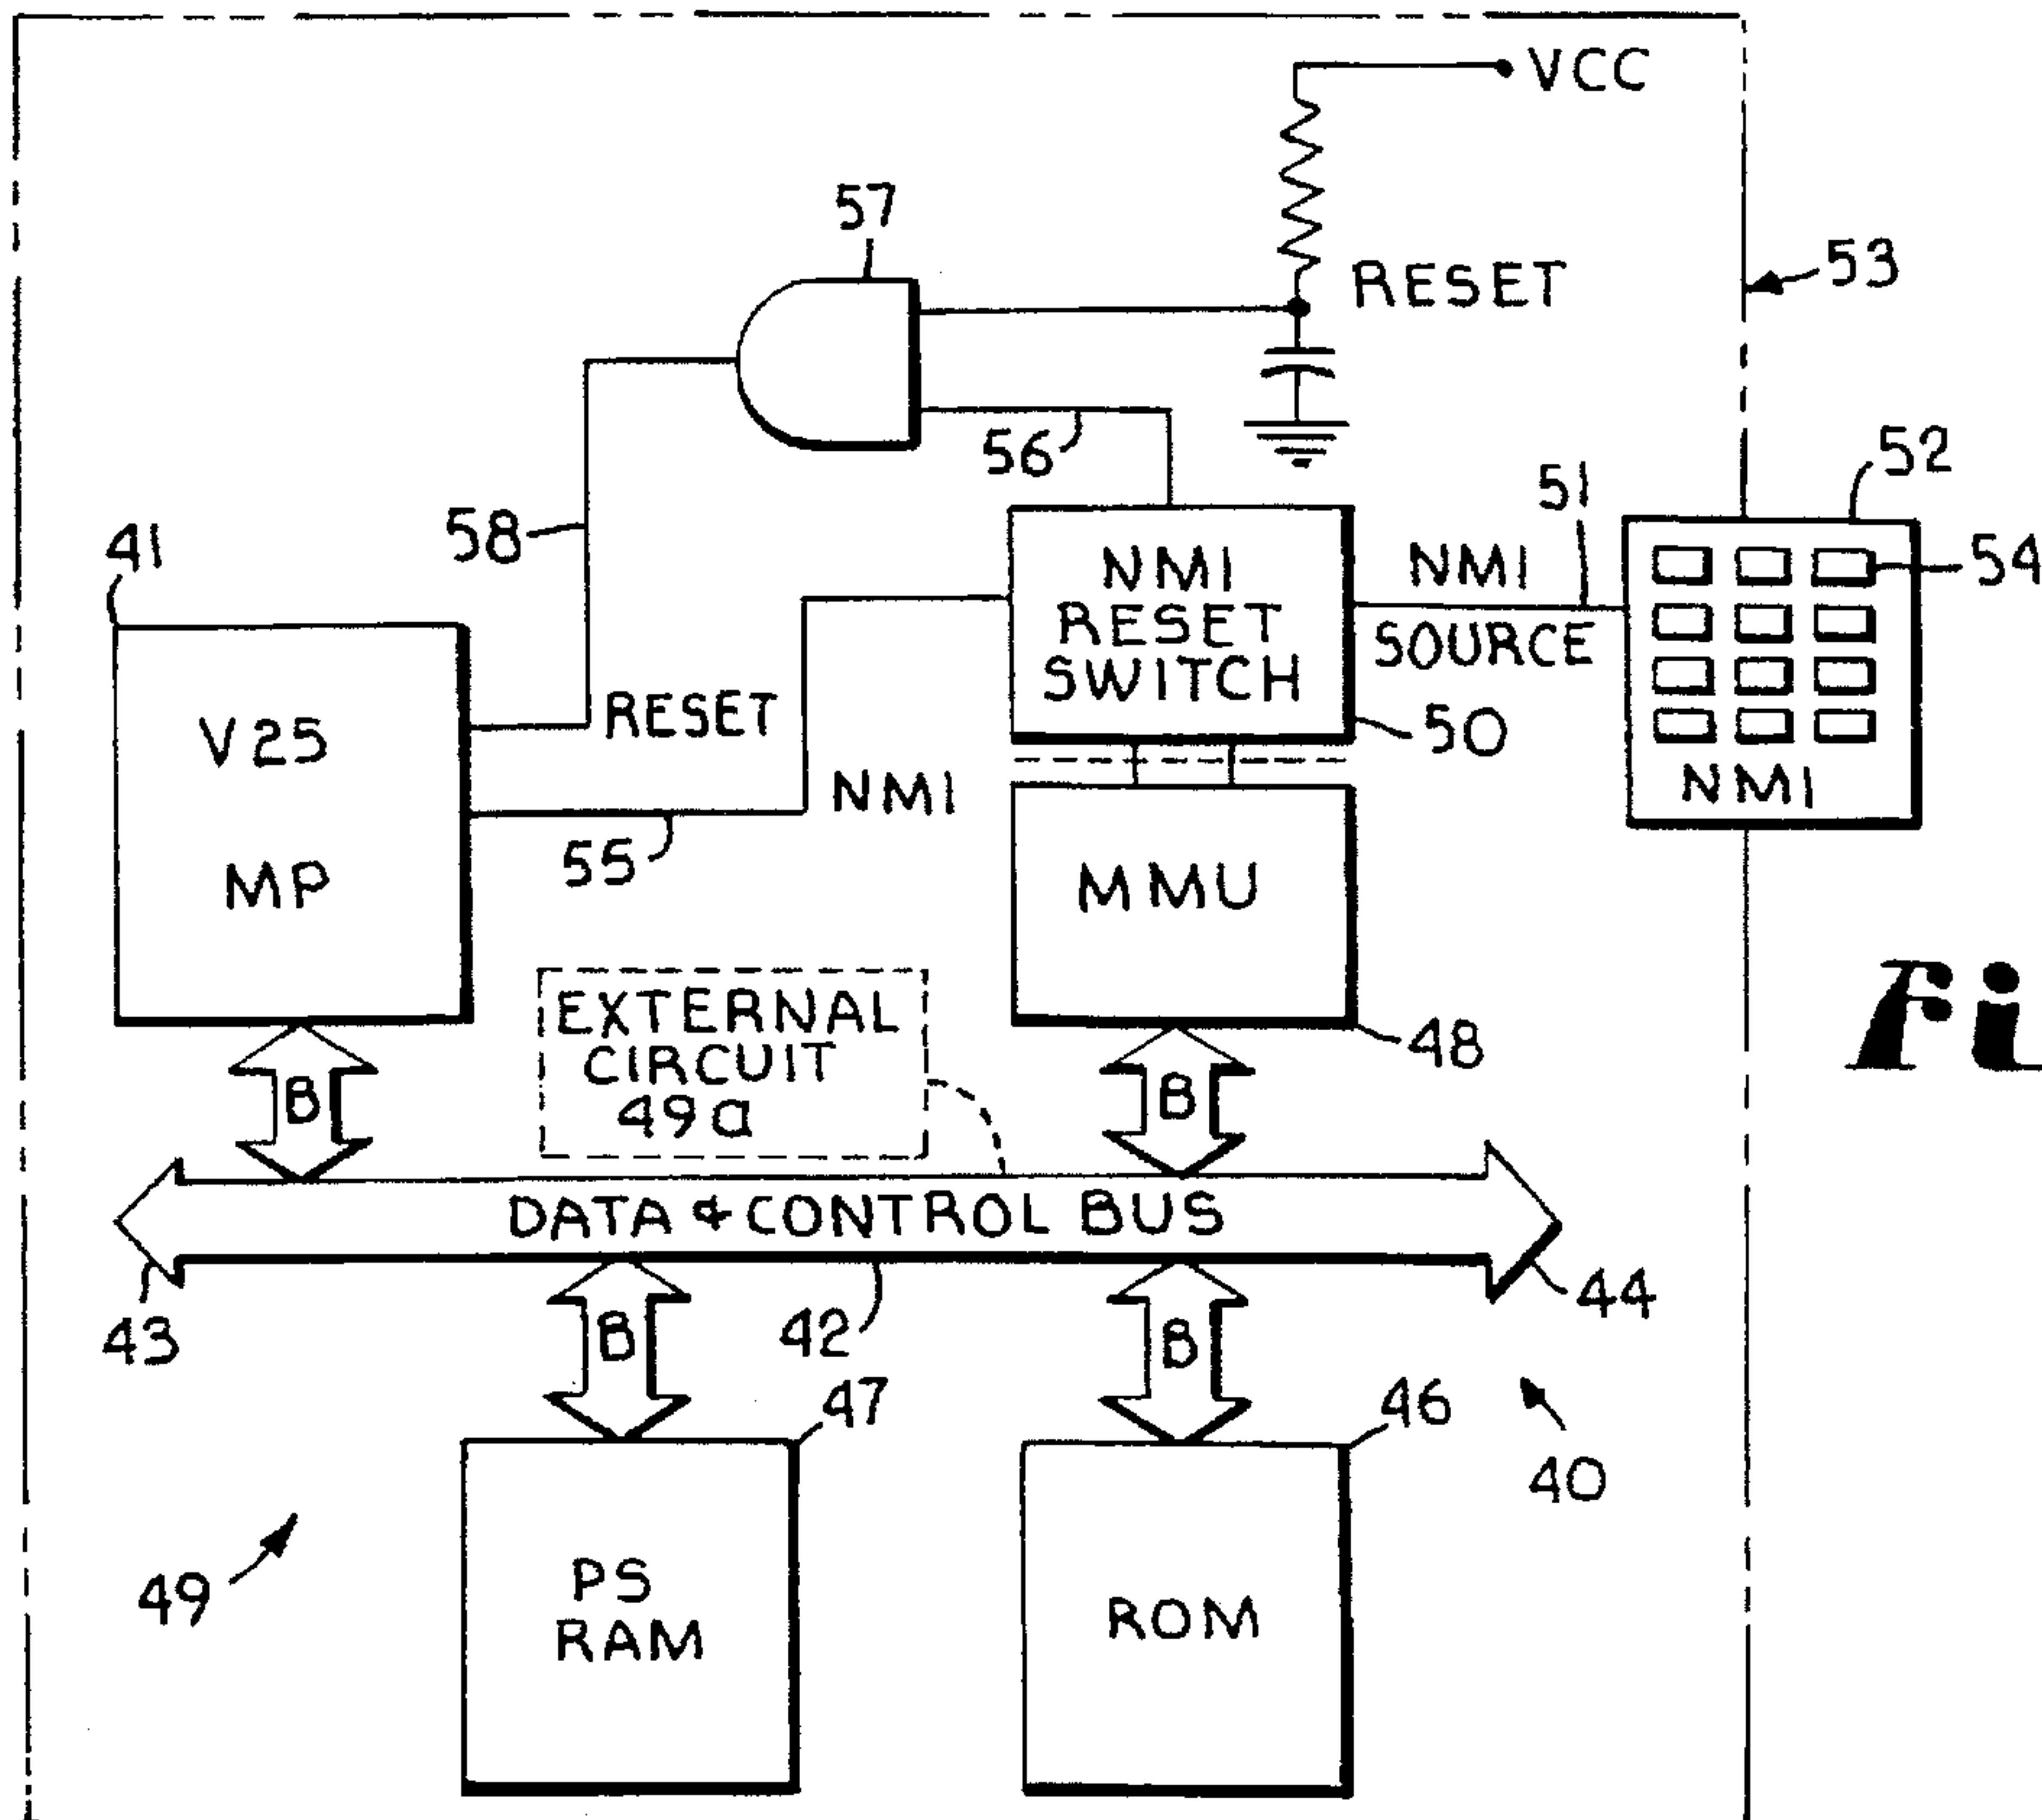 VCC
57
RESET
53
56
52
51
58
41
NMI
RESET
SWITCH
NMI
SOURCE
54
50
NMI
V25
MP
RESET
NMI
55
MMU
48
EXTERNAL
CIRCUIT
49a
Fi
B
B
DATA & CONTROL BUS
43
42
44
B
B
47
46
40
49
PS
RAM
ROM